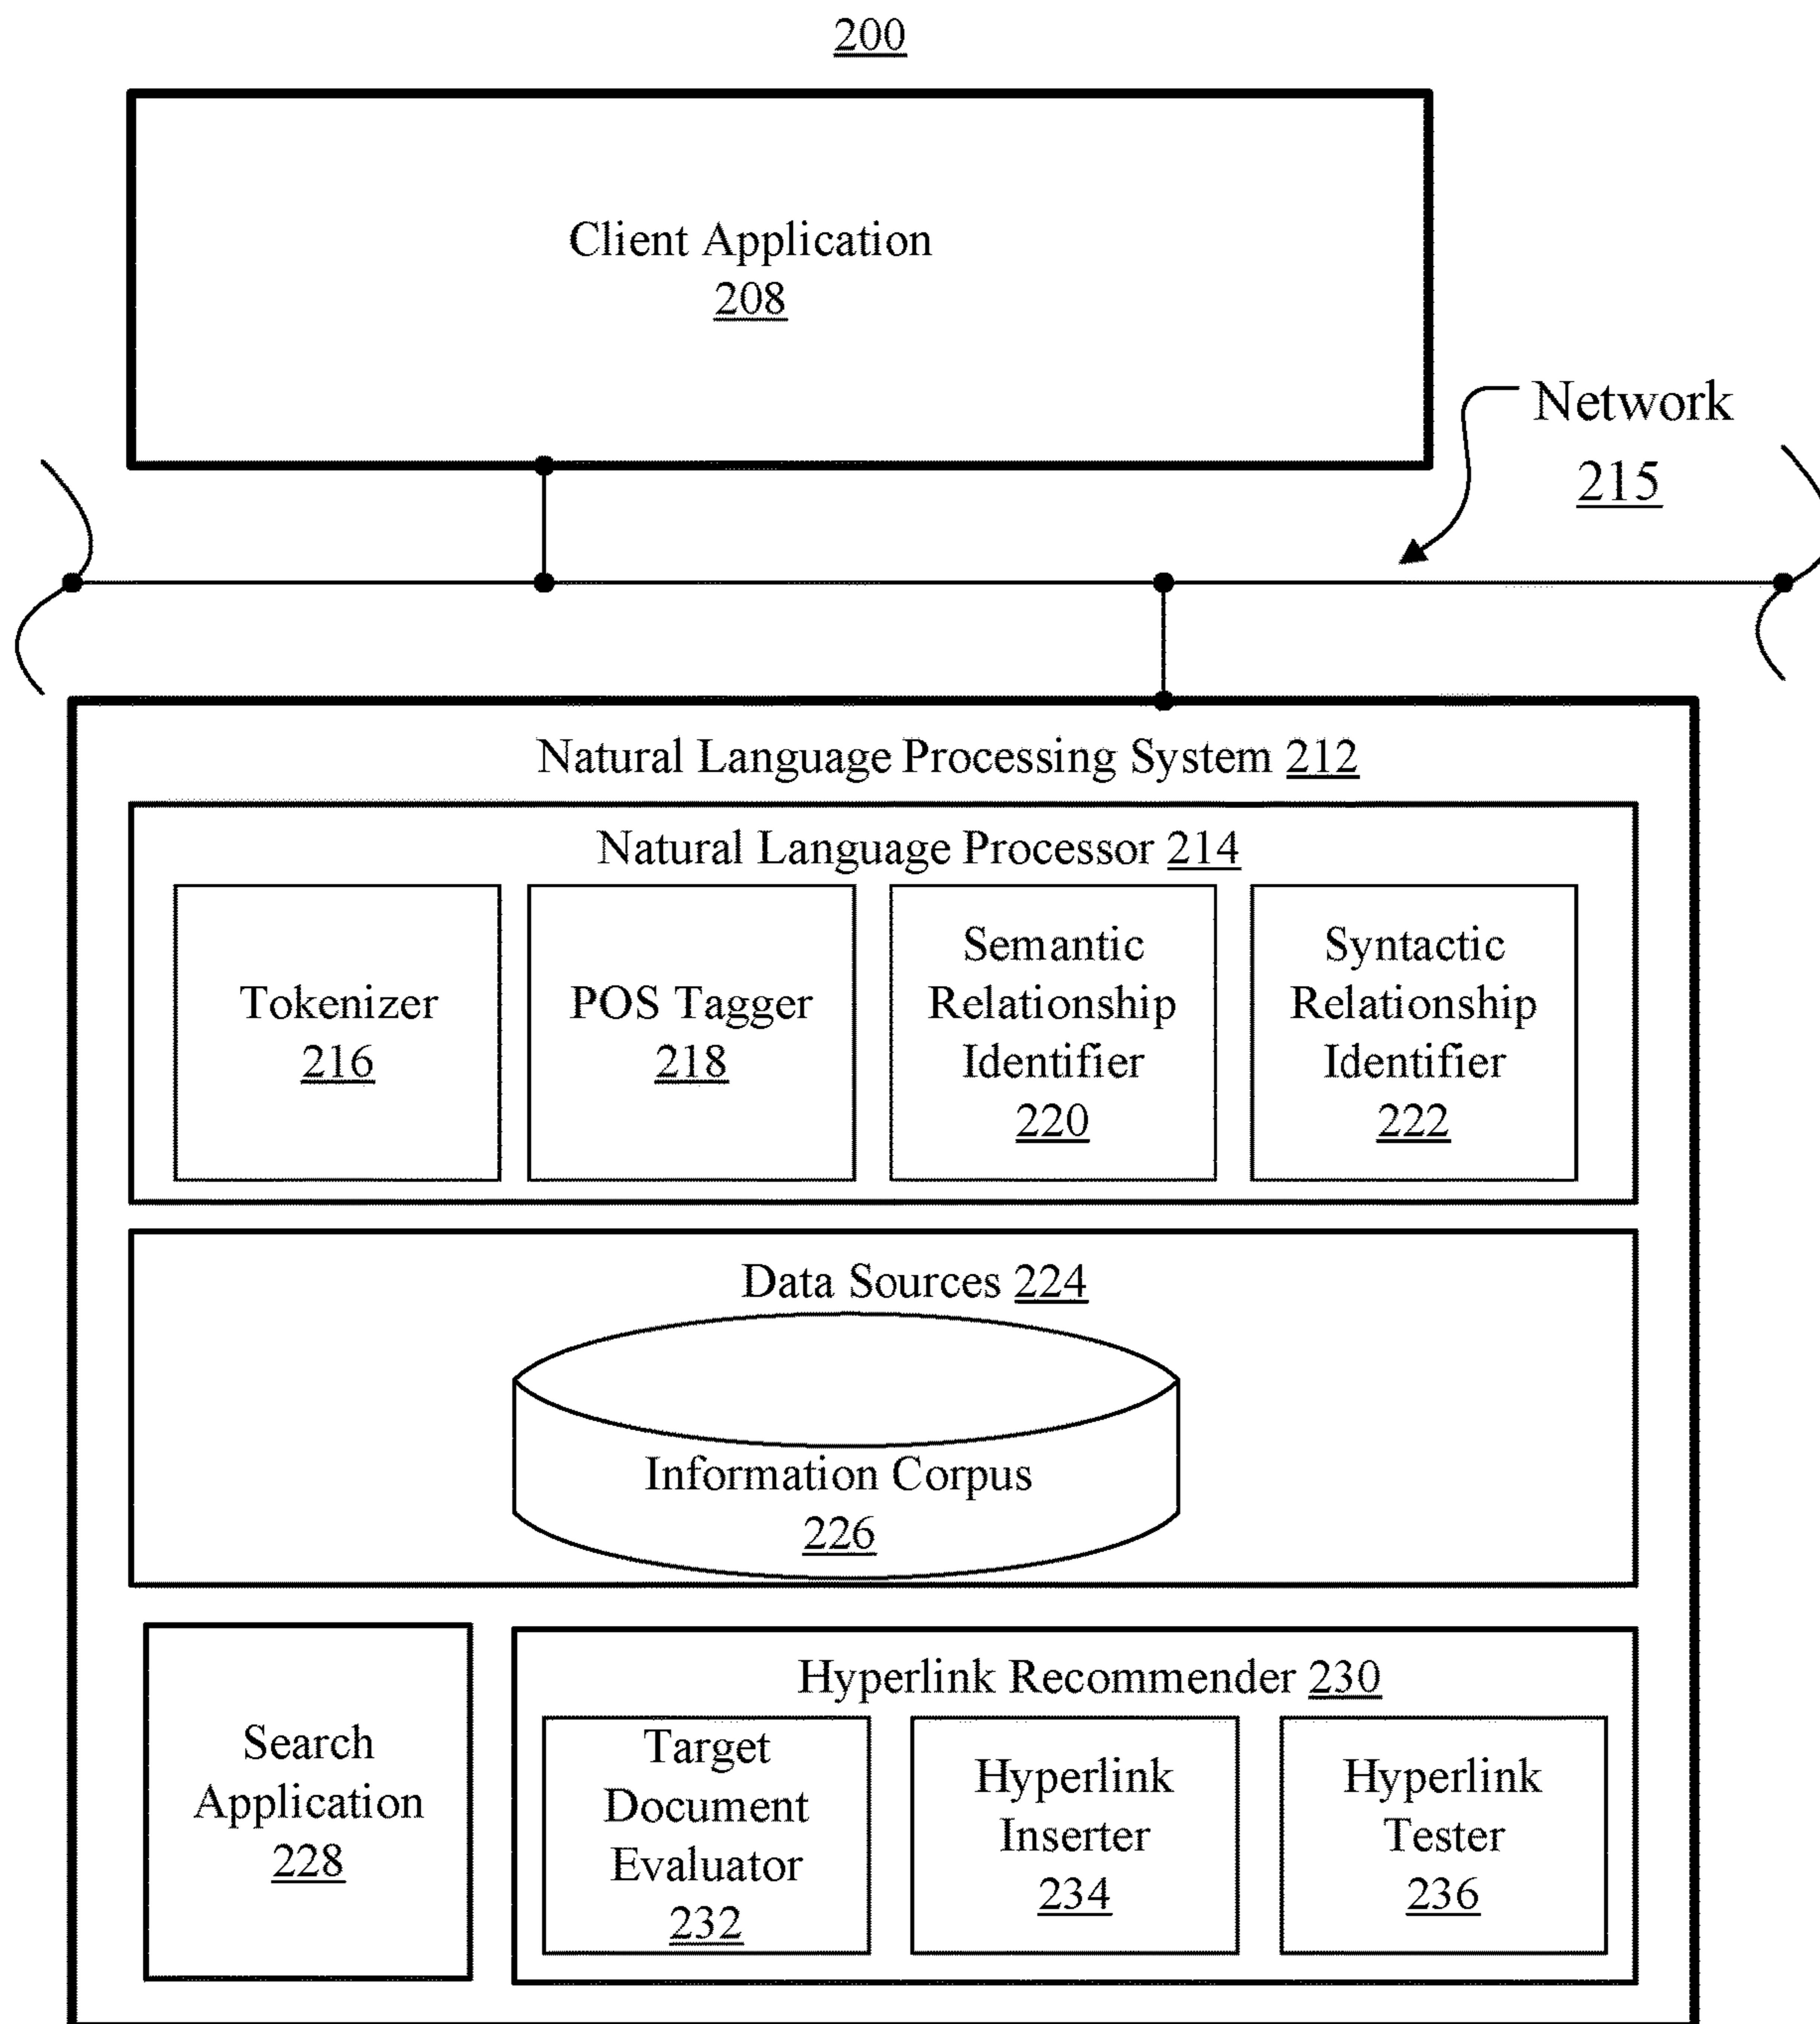 200
Client Application
208
Network
215
Natural Language Processing System 212
Natural Language Processor 214
Tokenizer
216
POS Tagger
218
Semantic
Relationship
Identifier
220
Syntactic
Relationship
Identifier
222
Data Sources 224
Information Corpus
226
Search
Application
228
Hyperlink Recommender 230
Target
Document
Evaluator
232
Hyperlink
Inserter
234
Hyperlink
Tester
236